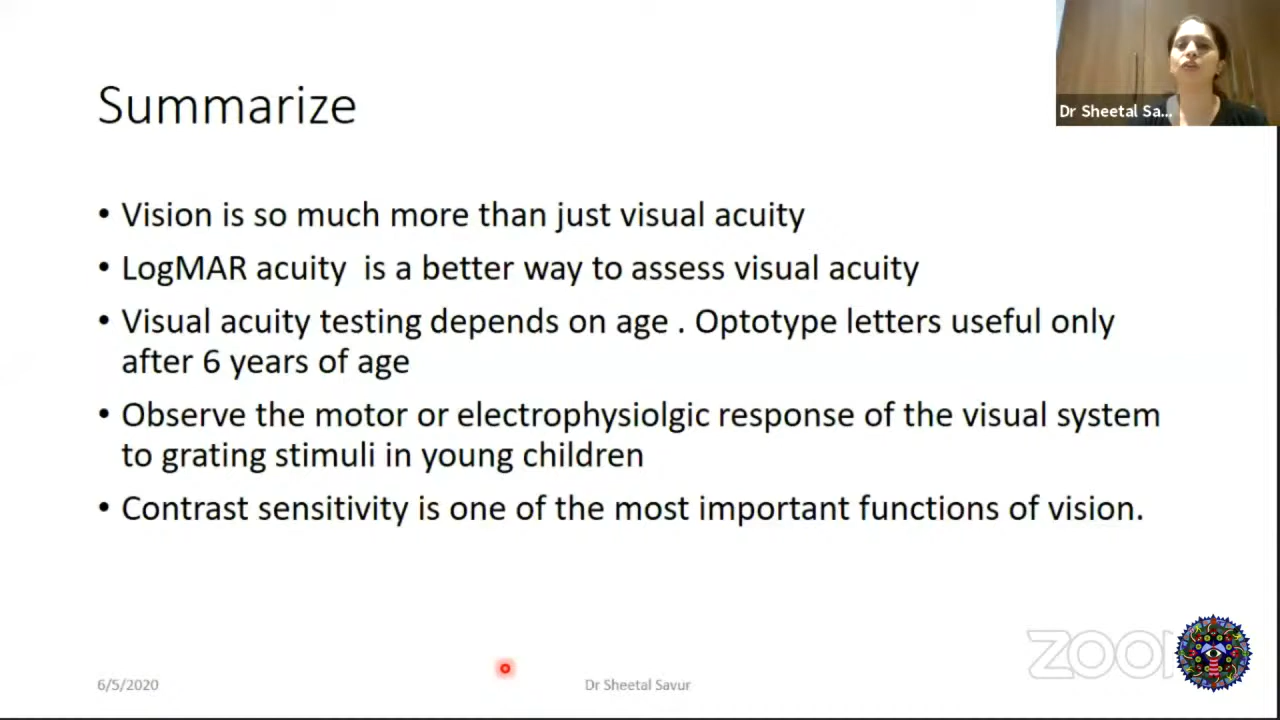 Summarize
Dr Sheetal Sa...
• Vision is so much more than just visual acuity
• LogMAR acuity  is a better way to assess visual acuity
• Visual acuity testing depends on age . Optotype letters useful only
after 6 years of age
• Observe the motor or electrophysiolgic response of the visual system
to grating stimuli in young children
• Contrast sensitivity is one of the most important functions of vision.
6/5/2020
Dr Sheetal Savur
ZOOM